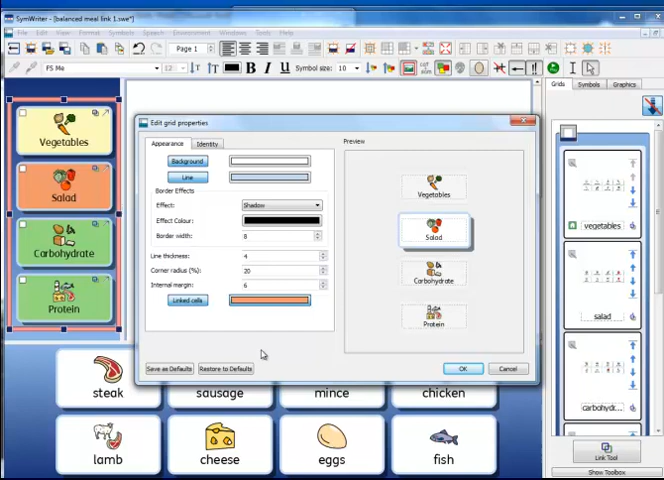 SymWriter - [balanced meal link 1.swe*]
File Edit View Format Symbols Speech Environment Windows Tools Help
Page 1
FS Me
12
Symbol size: 10
Grids Symbols Graphics
Vegetables
Salad
Carbohydrate
Protein
Edit grid properties
Appearance Identity
Background
Line
Border Effects
Effect: Shadow
Effect Colour:
Border width: 8
Line thickness: 4
Corner radius (%): 20
Internal margin: 6
Linked cells
Save as Defaults Restore to Defaults
Preview
Vegetables
Salad
Carbohydrate
Protein
OK Cancel
steak sausage mince chicken
lamb cheese eggs fish
vegetables
salad
carbohydr...
Link Tool
Show Toolbox